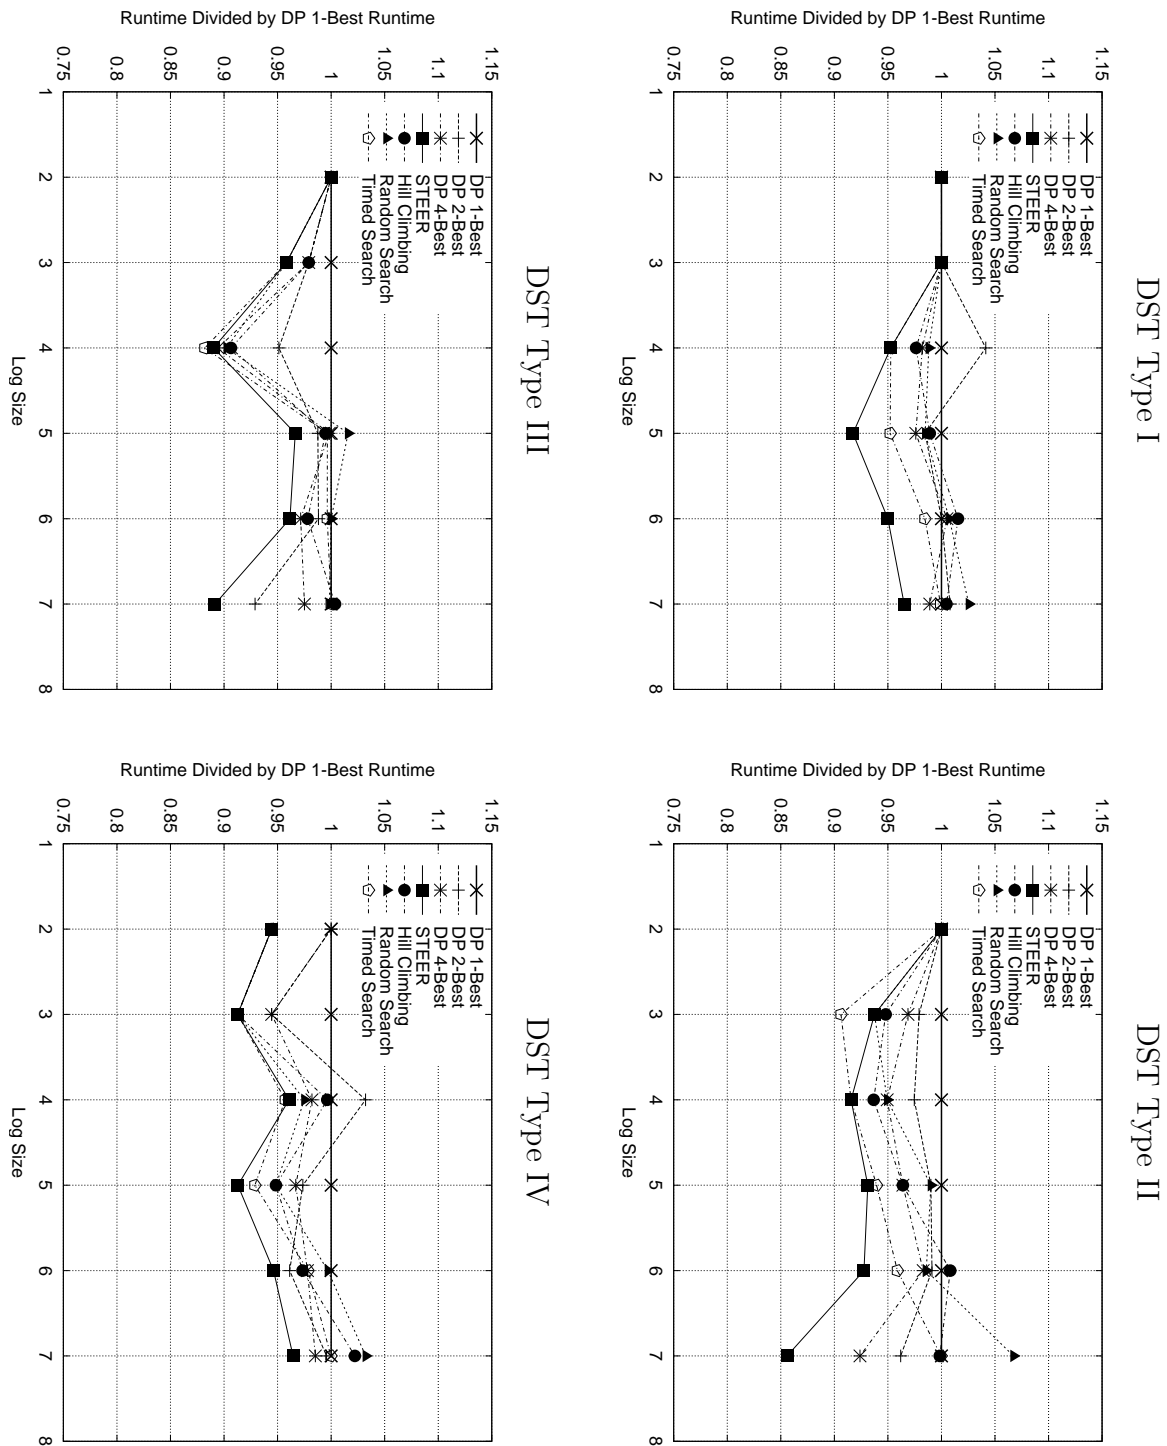 DST Type I
Runtime Divided by DP 1-Best Runtime
1.15
1.1
1.05
1
0.95
0.9
0.85
0.8
0.75
DP 1-Best
DP 2-Best
DP 4-Best
STEER
Hill Climbing
Random Search
Timed Search
1 2 3 4 5 6 7 8
Log Size
DST Type II
Runtime Divided by DP 1-Best Runtime
1.15
1.1
1.05
1
0.95
0.9
0.85
0.8
0.75
DP 1-Best
DP 2-Best
DP 4-Best
STEER
Hill Climbing
Random Search
Timed Search
1 2 3 4 5 6 7 8
Log Size
DST Type III
Runtime Divided by DP 1-Best Runtime
1.15
1.1
1.05
1
0.95
0.9
0.85
0.8
0.75
DP 1-Best
DP 2-Best
DP 4-Best
STEER
Hill Climbing
Random Search
Timed Search
1 2 3 4 5 6 7 8
Log Size
DST Type IV
Runtime Divided by DP 1-Best Runtime
1.15
1.1
1.05
1
0.95
0.9
0.85
0.8
0.75
DP 1-Best
DP 2-Best
DP 4-Best
STEER
Hill Climbing
Random Search
Timed Search
1 2 3 4 5 6 7 8
Log Size